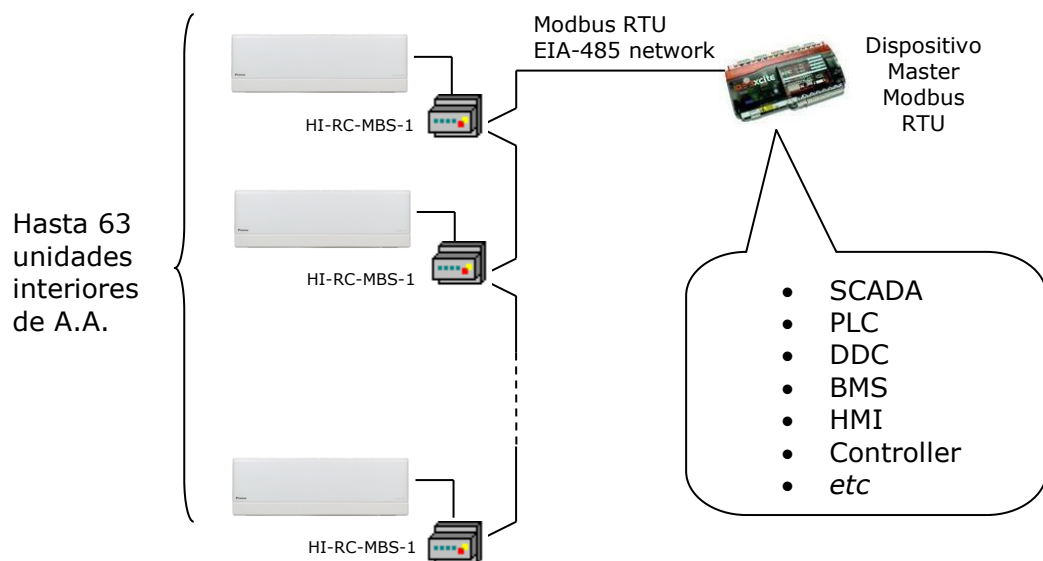 Modbus RTU
EIA-485 network
Dispositivo
Master
Modbus
RTU
HI-RC-MBS-1
Hasta 63
unidades
interiores
de A.A.
HI-RC-MBS-1
• SCADA
• PLC
• DDC
• BMS
• HMI
• Controller
• etc
HI-RC-MBS-1